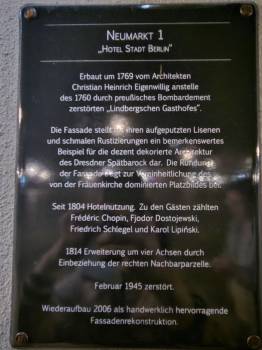 NEUMARKT 1
„HOTEL STADT BERLIN"
Erbaut um 1769 vom Architekten
Christian Heinrich Eigenwillig anstelle
des 1760 durch preußisches Bombardement
zerstörten „Lindbergschen Gasthofes".
Die Fassade stellt in ihren aufgeputzten Lisenen
und schmalen Rustizierungen ein bemerkenswertes
Beispiel für die dezent dekorierte Architektur
des Dresdner Spätbarock dar. Die Rundung
der Fassade trägt zur Vereinheitlichung des
von der Frauenkirche dominierten Platzbildes bei.
Seit 1804 Hotelnutzung. Zu den Gästen zählten
Frédéric Chopin, Fjodor Dostojewski,
Friedrich Schlegel und Karol Lipiński.
1814 Erweiterung um vier Achsen durch
Einbeziehung der rechten Nachbarparzelle.
Februar 1945 zerstört.
Wiederaufbau 2006 als handwerklich hervorragende
Fassadenrekonstruktion.